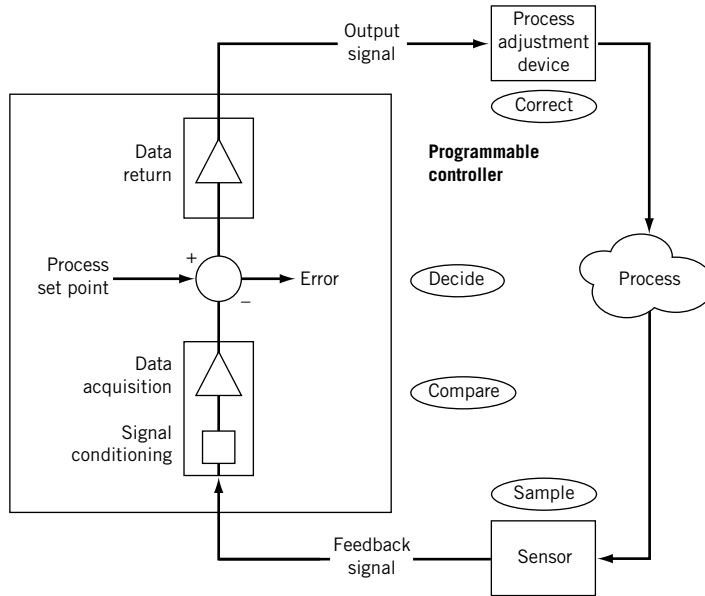 Output
signal
Process
adjustment
device
Correct
Data
return
Programmable
controller
+
Process
set point
Error
−
Decide
Process
Data
acquisition
Compare
Signal
conditioning
Sample
Feedback
signal
Sensor